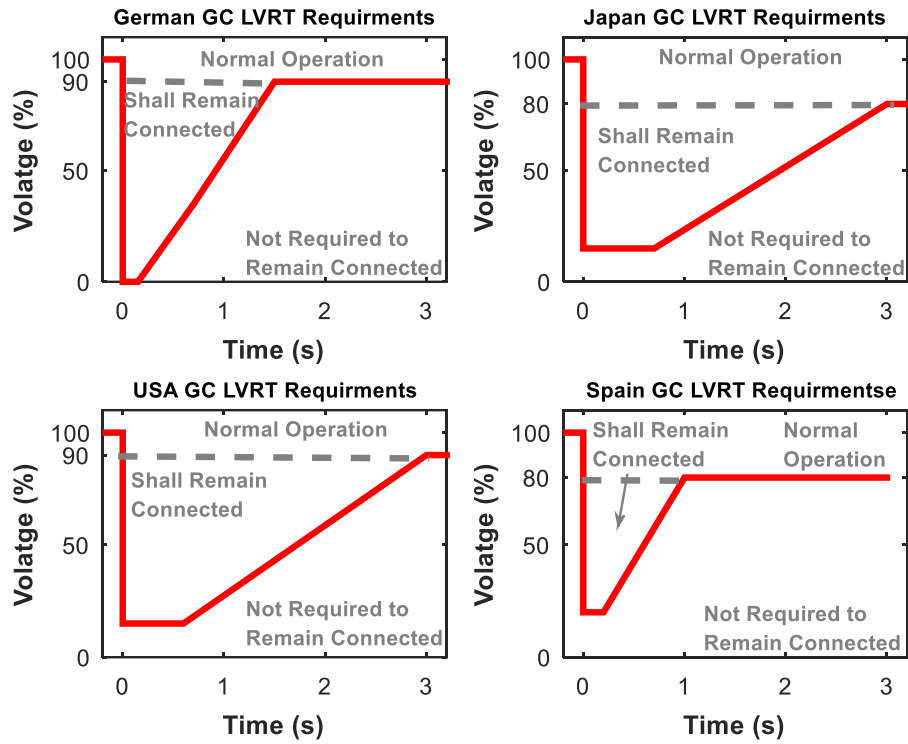 German GC LVRT Requirments
100
90
50
0
Volatge (%)
Normal Operation
Shall Remain
Connected
Not Required to
Remain Connected
0 1 2 3
Time (s)
Japan GC LVRT Requirments
100
80
50
0
Volatge (%)
Normal Operation
Shall Remain
Connected
Not Required to
Remain Connected
0 1 2 3
Time (s)
USA GC LVRT Requirments
100
90
50
0
Volatge (%)
Normal Operation
Shall Remain
Connected
Not Required to
Remain Connected
0 1 2 3
Time (s)
Spain GC LVRT Requirmentse
100
80
50
0
Volatge (%)
Shall Remain
Connected
Normal
Operation
Not Required to
Remain Connected
0 1 2 3
Time (s)